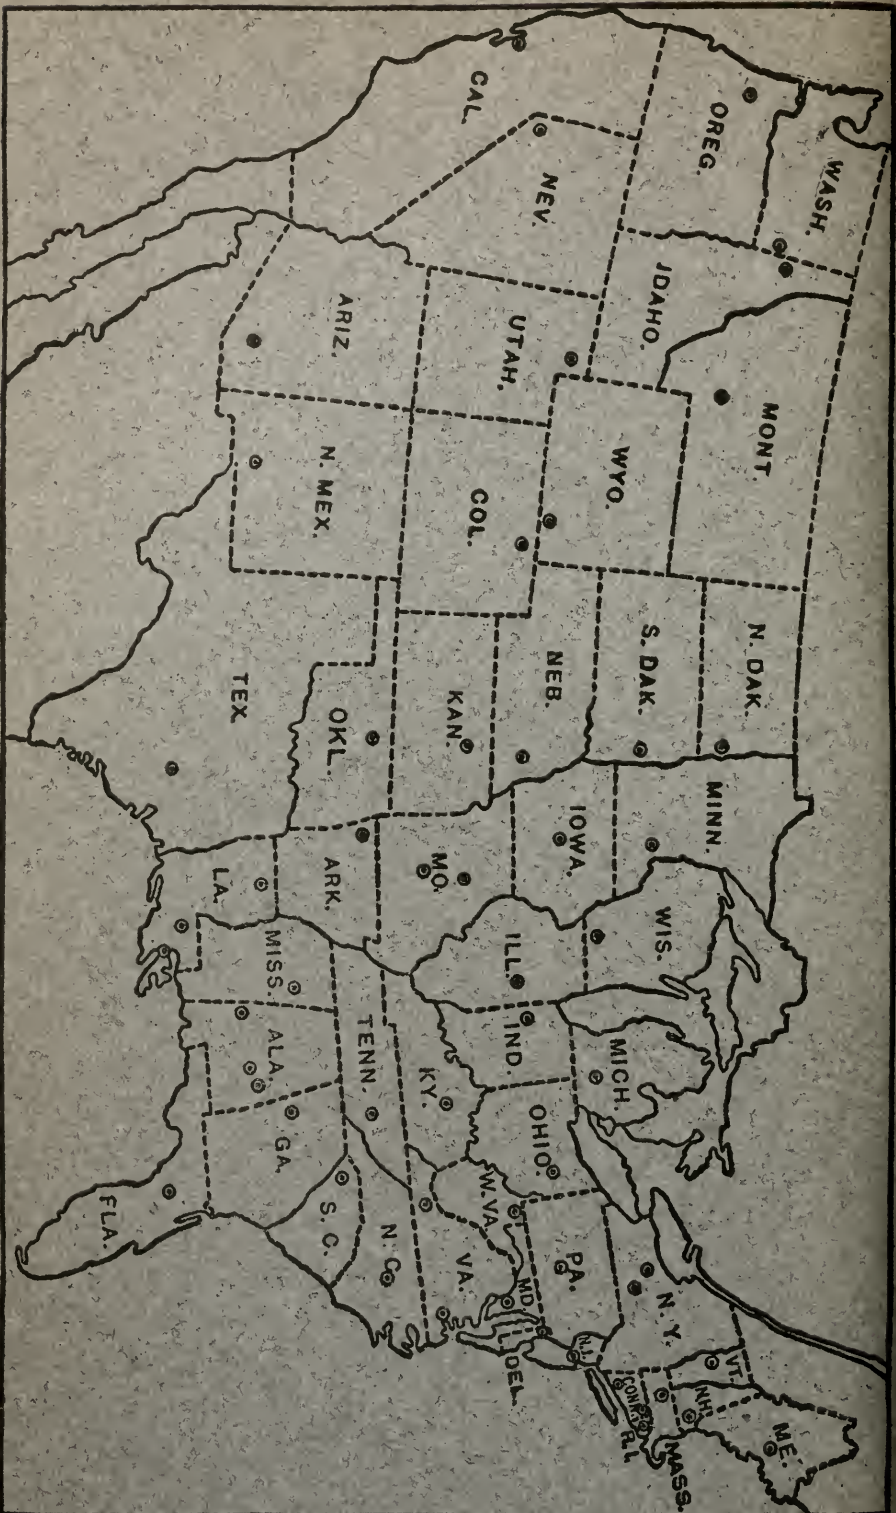 WASH.
OREG.
CAL.
NEV.
IDAHO.
MONT.
WYO.
UTAH,
ARIZ.
COL.
N. MEX.
N. DAK.
S. DAK.
NEB.
KAN.
OKL.
TEX.
MINN.
IOWA.
MO.
ARK.
LA.
WIS.
ILL.
MISS.
MICH.
IND.
KY.
TENN.
ALA.
OHIO.
GA.
FLA.
W. VA.
VA.
N. C.
S. C.
PA.
MD.
DEL.
N.J.
N. Y.
VT.
N.H.
ME.
MASS.
CONN.
R.I.